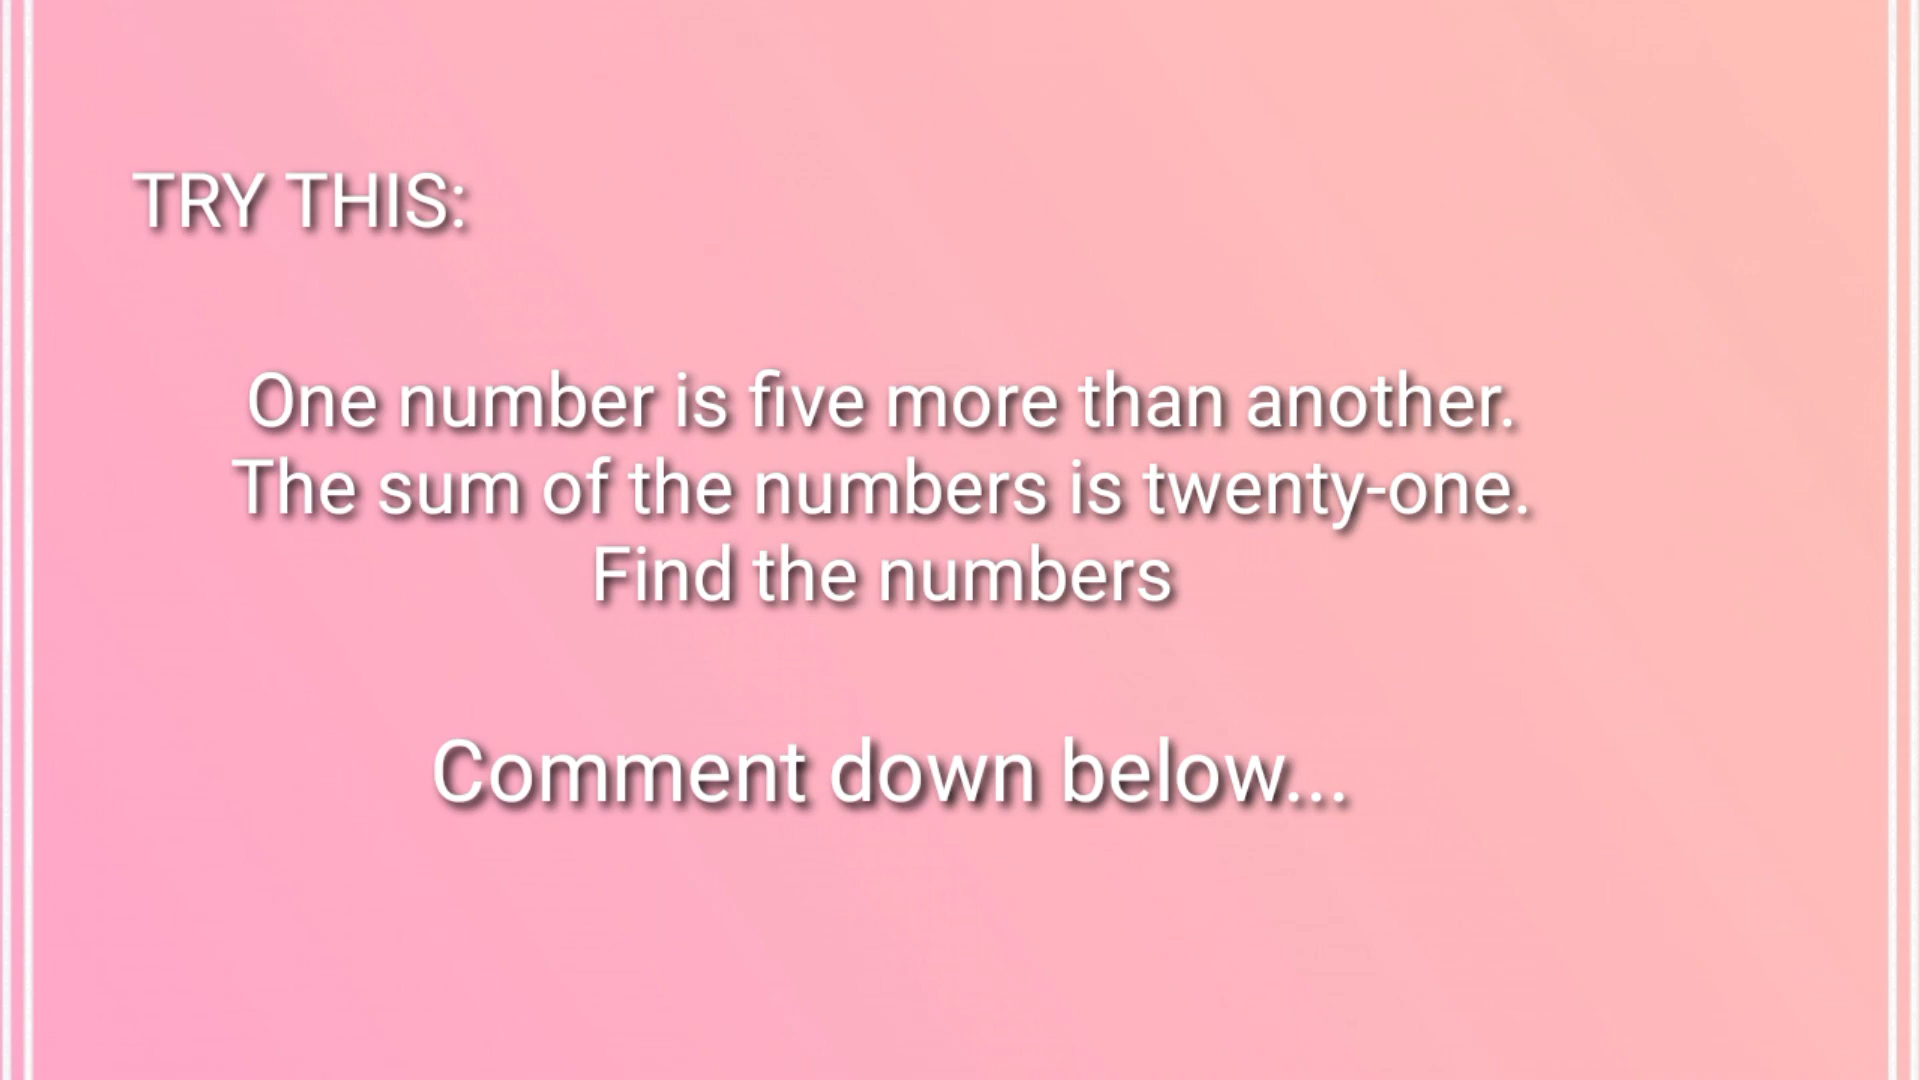 TRY THIS:
One number is five more than another.
The sum of the numbers is twenty-one.
Find the numbers
Comment down below...